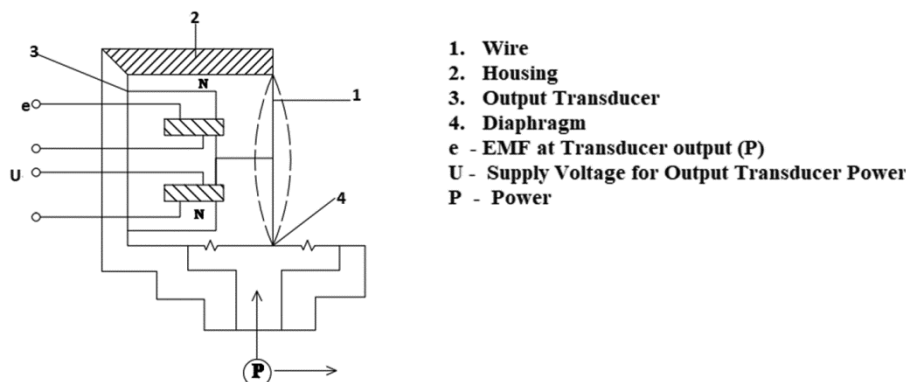 2
3
N
e
1
U
4
N
P
1. Wire
2. Housing
3. Output Transducer
4. Diaphragm
e - EMF at Transducer output (P)
U - Supply Voltage for Output Transducer Power
P - Power